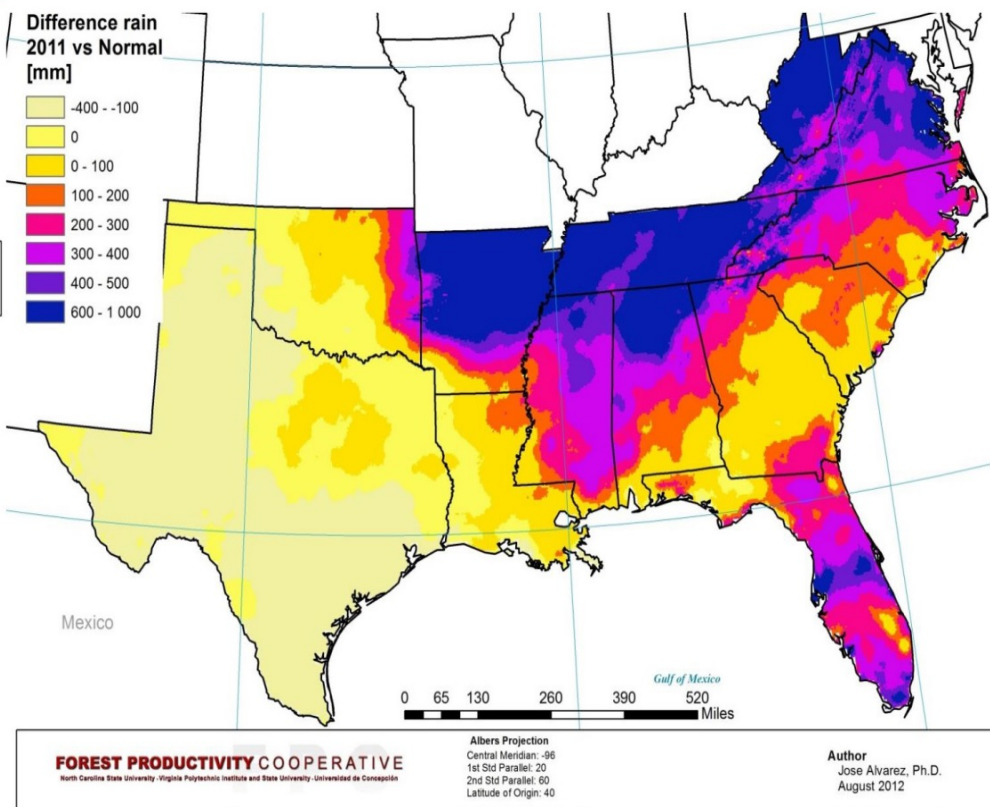 Difference rain
2011 vs Normal
[mm]
-400 - -100
0
0 - 100
100 - 200
200 - 300
300 - 400
400 - 500
600 - 1 000
Mexico
Gulf of Mexico
0 65 130 260 390 520
Miles
FOREST PRODUCTIVITY COOPERATIVE
North Carolina State University -Virginia Polytechnic Institute and State University -Universidad de Concepción
Albers Projection
Central Meridian: -96
1st Std Parallel: 20
2nd Std Parallel: 60
Latitude of Origin: 40
Author
Jose Alvarez, Ph.D.
August 2012